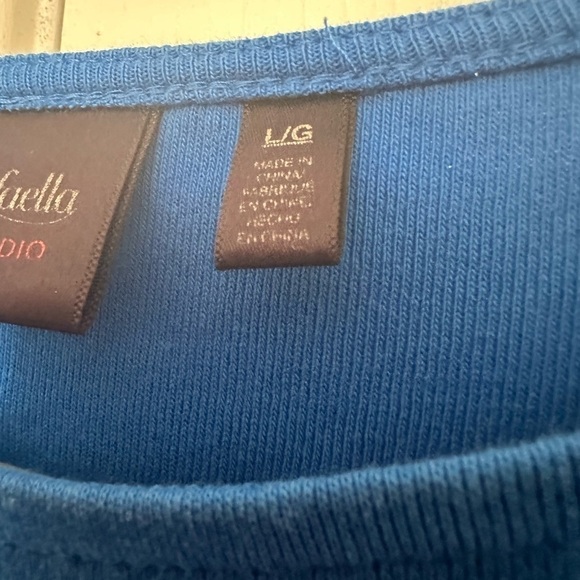 faella
DIO
L/G
MADE IN
CHINA/
FABRIQUE
EN CHINE/
HECHO
EN CHINA